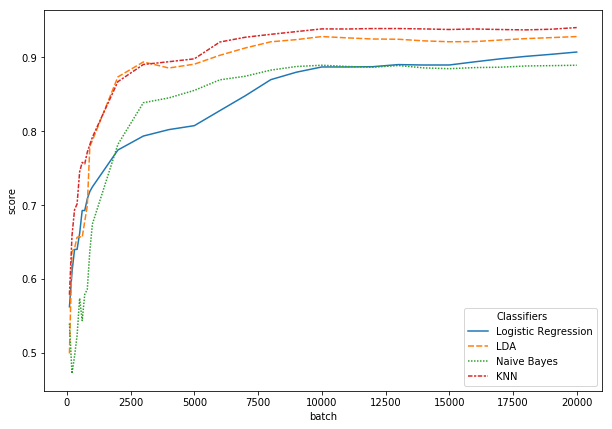 score
0.9
0.8
0.7
0.6
0.5
0 2500 5000 7500 10000 12500 15000 17500 20000
batch
Classifiers
Logistic Regression
LDA
Naive Bayes
KNN